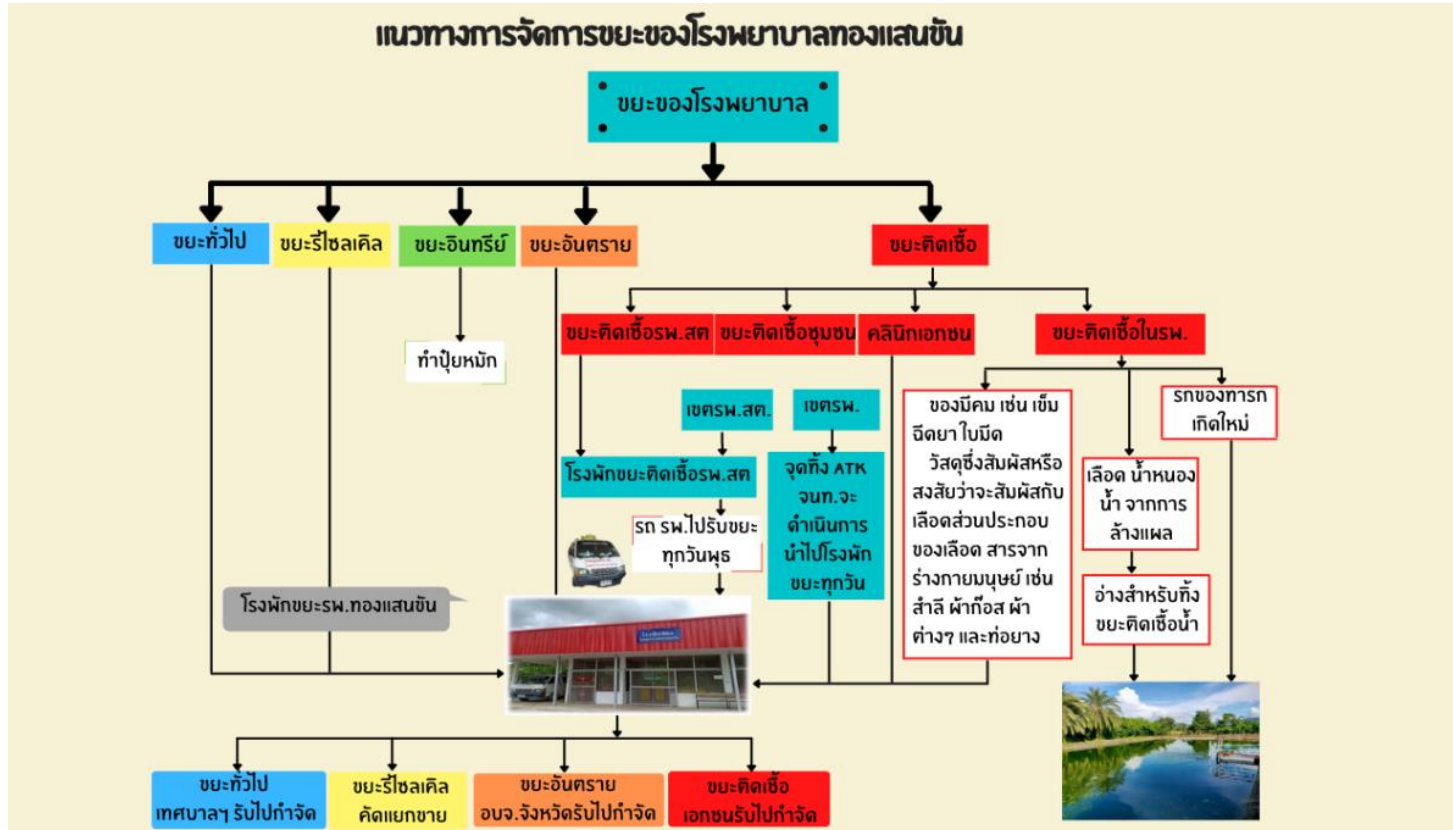 แนวทางการจัดการขยะของโรงพยาบาลทองแสนขัน
ขยะของโรงพยาบาล
ขยะทั่วไป
ขยะรีไซลเคิล
ขยะอินทรีย์
ขยะอันตราย
ขยะติดเชื้อ
ทำปุ๋ยหมัก
ขยะติดเชื้อรพ.สต
ขยะติดเชื้อชุมชน
คลินิกเอกชน
ขยะติดเชื้อในรพ.
เขตรพ.สต.
เขตรพ.
โรงพักขยะติดเชื้อรพ.สต
รถ รพ.ไปรับขยะ
ทุกวันพุธ
จุดทิ้ง ATK
จนท.จะ
ดำเนินการ
นำไปโรงพัก
ขยะทุกวัน
ของมีคม เช่น เข็ม
ฉีดยา ใบมีด
วัสดุซึ่งสัมผัสหรือ
สงสัยว่าจะสัมผัสกับ
เลือดส่วนประกอบ
ของเลือด สารจาก
ร่างกายมนุษย์ เช่น
สำลี ผ้าก๊อส ผ้า
ต่างๆ และท่อยาง
เลือด น้ำหนอง
น้ำ จากการ
ล้างแผล
อ่างสำหรับทิ้ง
ขยะติดเชื้อน้ำ
รกของทารก
เกิดใหม่
โรงพักขยะรพ.ทองแสนขัน
ขยะทั่วไป
เทศบาลฯ รับไปกำจัด
ขยะรีไซลเคิล
คัดแยกขาย
ขยะอันตราย
อบจ.จังหวัดรับไปกำจัด
ขยะติดเชื้อ
เอกชนรับไปกำจัด